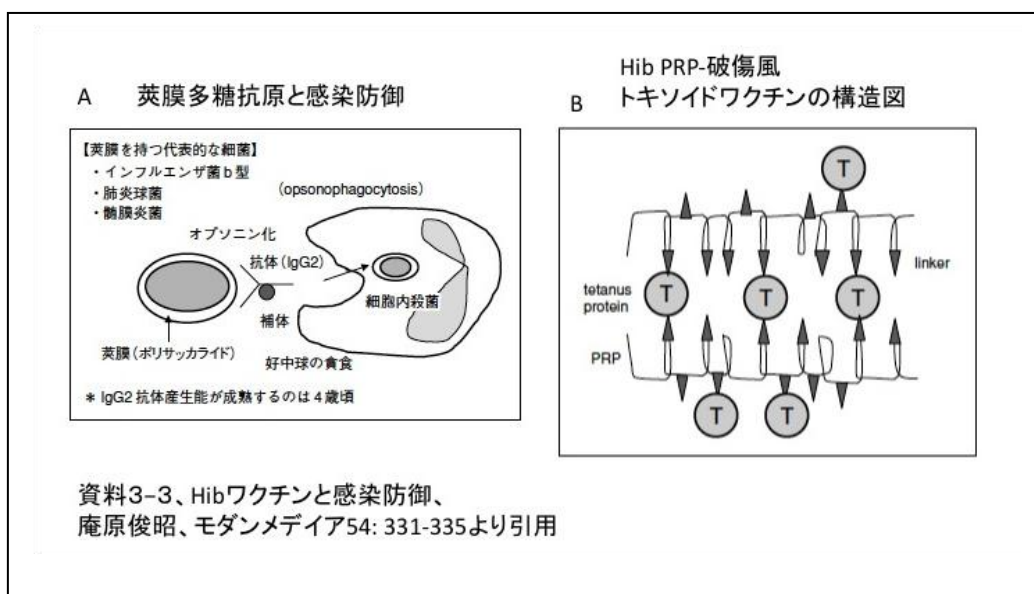 A 莢膜多糖抗原と感染防御
【莢膜を持つ代表的な細菌】
・インフルエンザ菌b型
・肺炎球菌
・髄膜炎菌
(opsonophagocytosis)
オプソニン化
抗体(IgG2)
補体
細胞内殺菌
莢膜(ポリサッカライド)
好中球の貪食
* IgG2 抗体産生能が成熟するのは4歳頃
Hib PRP-破傷風
B トキソイドワクチンの構造図
T
linker
tetanus
protein
T
T
T
PRP
T
T
資料3-3、Hibワクチンと感染防御、
庵原俊昭、モダンメデイア54: 331-335より引用